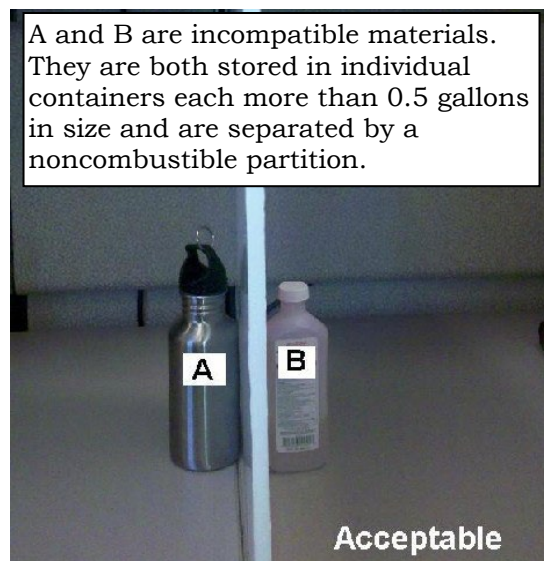 A and B are incompatible materials.
They are both stored in individual
containers each more than 0.5 gallons
in size and are separated by a
noncombustible partition.
A
B
Acceptable